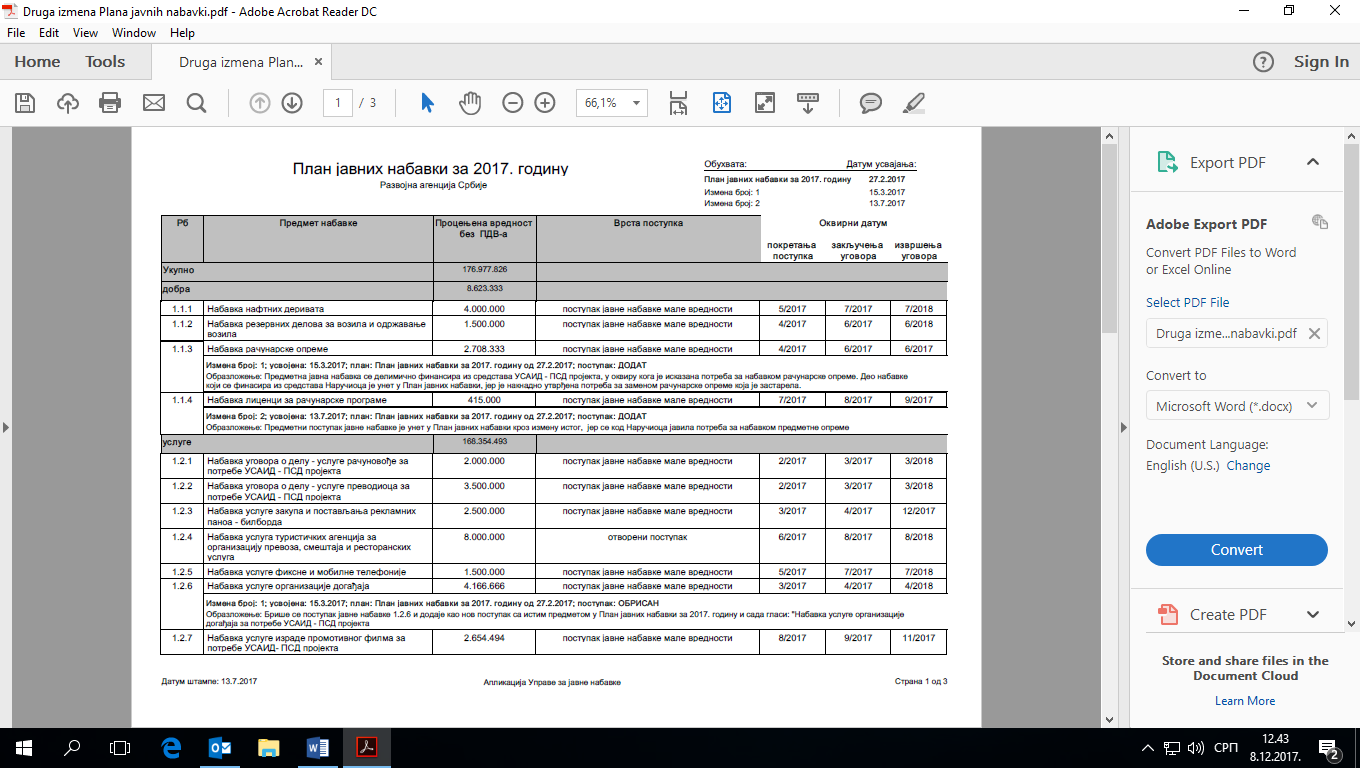 Druga izmena Plana javnih nabavki.pdf - Adobe Acrobat Reader DC
File Edit View Window Help
Home Tools Druga izmena Plan... × Sign In
1 / 3 66,1%
План јавних набавки за 2017. годину
Развојна агенција Србије
Обухвата: Датум усвајања:
План јавних набавки за 2017. годину 27.2.2017
Измена број: 1 15.3.2017
Измена број: 2 13.7.2017
Рб Предмет набавке Процењена вредност Врста поступка Оквирни датум
без ПДВ-а
покретања закључења извршења
поступка уговора уговора
Укупно 176.977.826
добра 8.623.333
1.1.1 Набавка нафтних деривата 4.000.000 поступак јавне набавке мале вредности 5/2017 7/2017 7/2018
1.1.2 Набавка резервних делова за возила и одржавање 1.500.000 поступак јавне набавке мале вредности 4/2017 6/2017 6/2018
возила
1.1.3 Набавка рачунарске опреме 2.708.333 поступак јавне набавке мале вредности 4/2017 6/2017 6/2017
Измена број: 1; усвојена: 15.3.2017; план: План јавних набавки за 2017. годину од 27.2.2017; поступак: ДОДАТ
Образложење: Предметна јавна набавка се делимично финансира из средстава УСАИД - ПСД пројекта, у оквиру кога је исказана потреба за набавком рачунарске опреме. Део набавке
који се финасира из средстава Наручиоца је унет у План јавних набавки, јер је накнадно утврђена потреба за заменом рачунарске опреме која је застарела.
1.1.4 Набавка лиценци за рачунарске програме 415.000 поступак јавне набавке мале вредности 7/2017 8/2017 9/2017
Измена број: 2; усвојена: 13.7.2017; план: План јавних набавки за 2017. годину од 27.2.2017; поступак: ДОДАТ
Образложење: Предметни поступак јавне набавке је унет у План јавних набавки кроз измену истог, јер се код Наручиоца јавила потреба за набавком предметне опреме
услуге 168.354.493
1.2.1 Набавка уговора о делу - услуге рачуновође за 2.000.000 поступак јавне набавке мале вредности 2/2017 3/2017 3/2018
потребе УСАИД - ПСД пројекта
1.2.2 Набавка уговора о делу - услуге преводиоца за 3.500.000 поступак јавне набавке мале вредности 2/2017 3/2017 3/2018
потребе УСАИД - ПСД пројекта
1.2.3 Набавка услуге закупа и постављања рекламних 2.500.000 поступак јавне набавке мале вредности 3/2017 4/2017 12/2017
паноа - билборда
1.2.4 Набавка услуга туристичких агенција за 8.000.000 отворени поступак 6/2017 8/2017 8/2018
организацију превоза, смештаја и ресторанских
услуга
1.2.5 Набавка услуге фиксне и мобилне телефоније 1.500.000 поступак јавне набавке мале вредности 5/2017 7/2017 7/2018
1.2.6 Набавка услуге организације догађаја 4.166.666 поступак јавне набавке мале вредности 3/2017 4/2017 4/2018
Измена број: 1; усвојена: 15.3.2017; план: План јавних набавки за 2017. годину од 27.2.2017; поступак: ОБРИСАН
Образложење: Брише се поступак јавне набавке 1.2.6 и додаје као нов поступак са истим предметом у План јавних набавки за 2017. годину и сада гласи: "Набавка услуге организације
догађаја за потребе УСАИД - ПСД пројекта
1.2.7 Набавка услуге израде промотивног филма за 2.654.494 поступак јавне набавке мале вредности 8/2017 9/2017 11/2017
потребе УСАИД- ПСД пројекта
Датум штампе: 13.7.2017 Апликација Управе за јавне набавке Страна 1 од 3
Export PDF
Adobe Export PDF
Convert PDF Files to Word
or Excel Online
Select PDF File
Druga izme...nabavki.pdf
Convert to
Microsoft Word (*.docx)
Document Language:
English (U.S.) Change
Convert
Create PDF
Store and share files in the
Document Cloud
Learn More
СРП 12.43
8.12.2017.
2